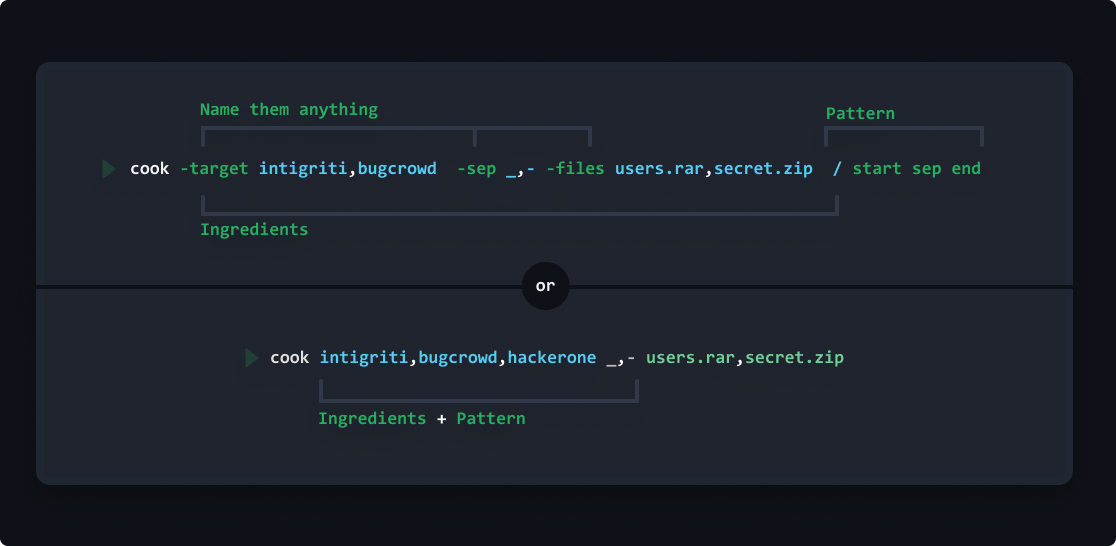 Name them anything
Pattern
cook -target intigriti,bugcrowd -sep _,- -files users.rar,secret.zip / start sep end
Ingredients
or
cook intigriti,bugcrowd,hackerone _,- users.rar,secret.zip
Ingredients + Pattern